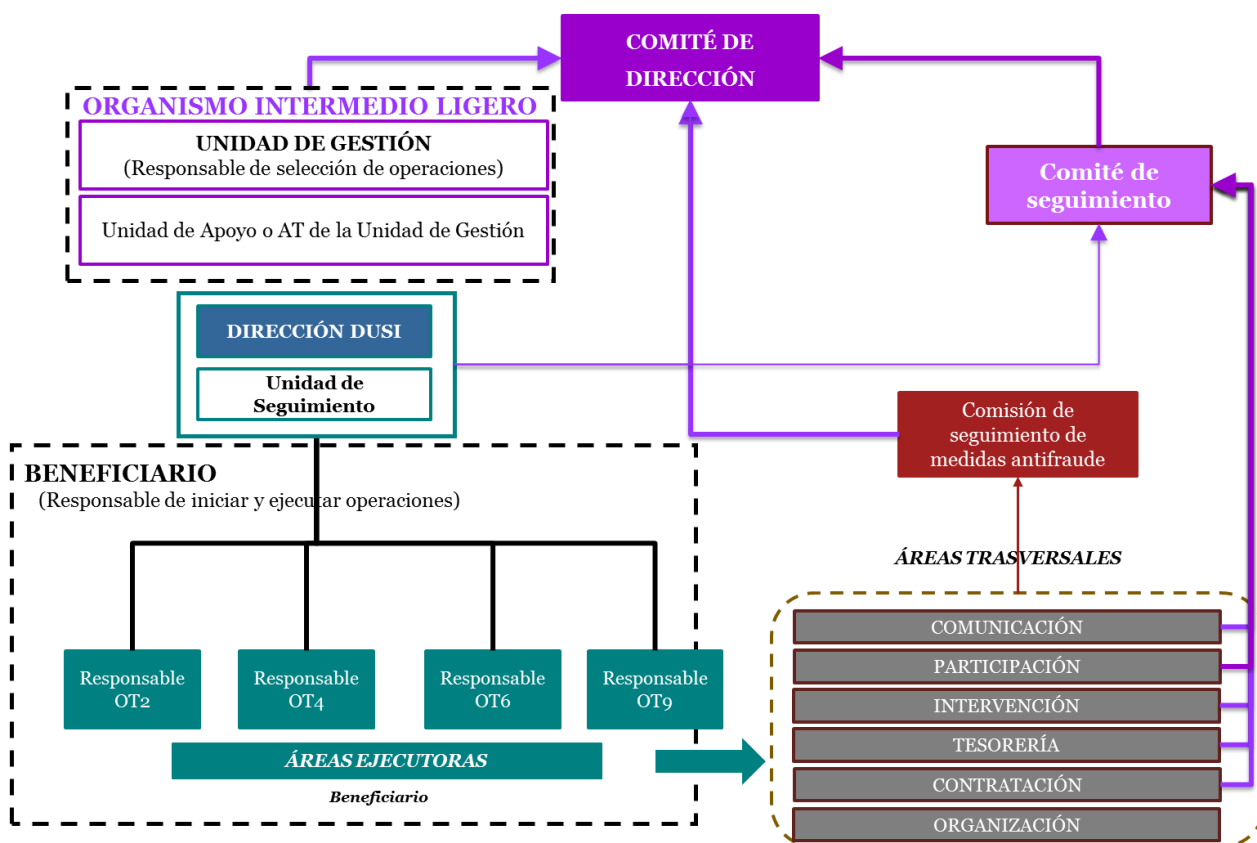 COMITÉ DE
DIRECCIÓN
ORGANISMO INTERMEDIO LIGERO
UNIDAD DE GESTIÓN
(Responsable de selección de operaciones)
Unidad de Apoyo o AT de la Unidad de Gestión
Comité de
seguimiento
DIRECCIÓN DUSI
Unidad de
Seguimiento
Comisión de
seguimiento de
medidas antifraude
BENEFICIARIO
(Responsable de iniciar y ejecutar operaciones)
ÁREAS TRASVERSALES
Responsable
OT2
Responsable
OT4
Responsable
OT6
Responsable
OT9
ÁREAS EJECUTORAS
Beneficiario
COMUNICACIÓN
PARTICIPACIÓN
INTERVENCIÓN
TESORERÍA
CONTRATACIÓN
ORGANIZACIÓN